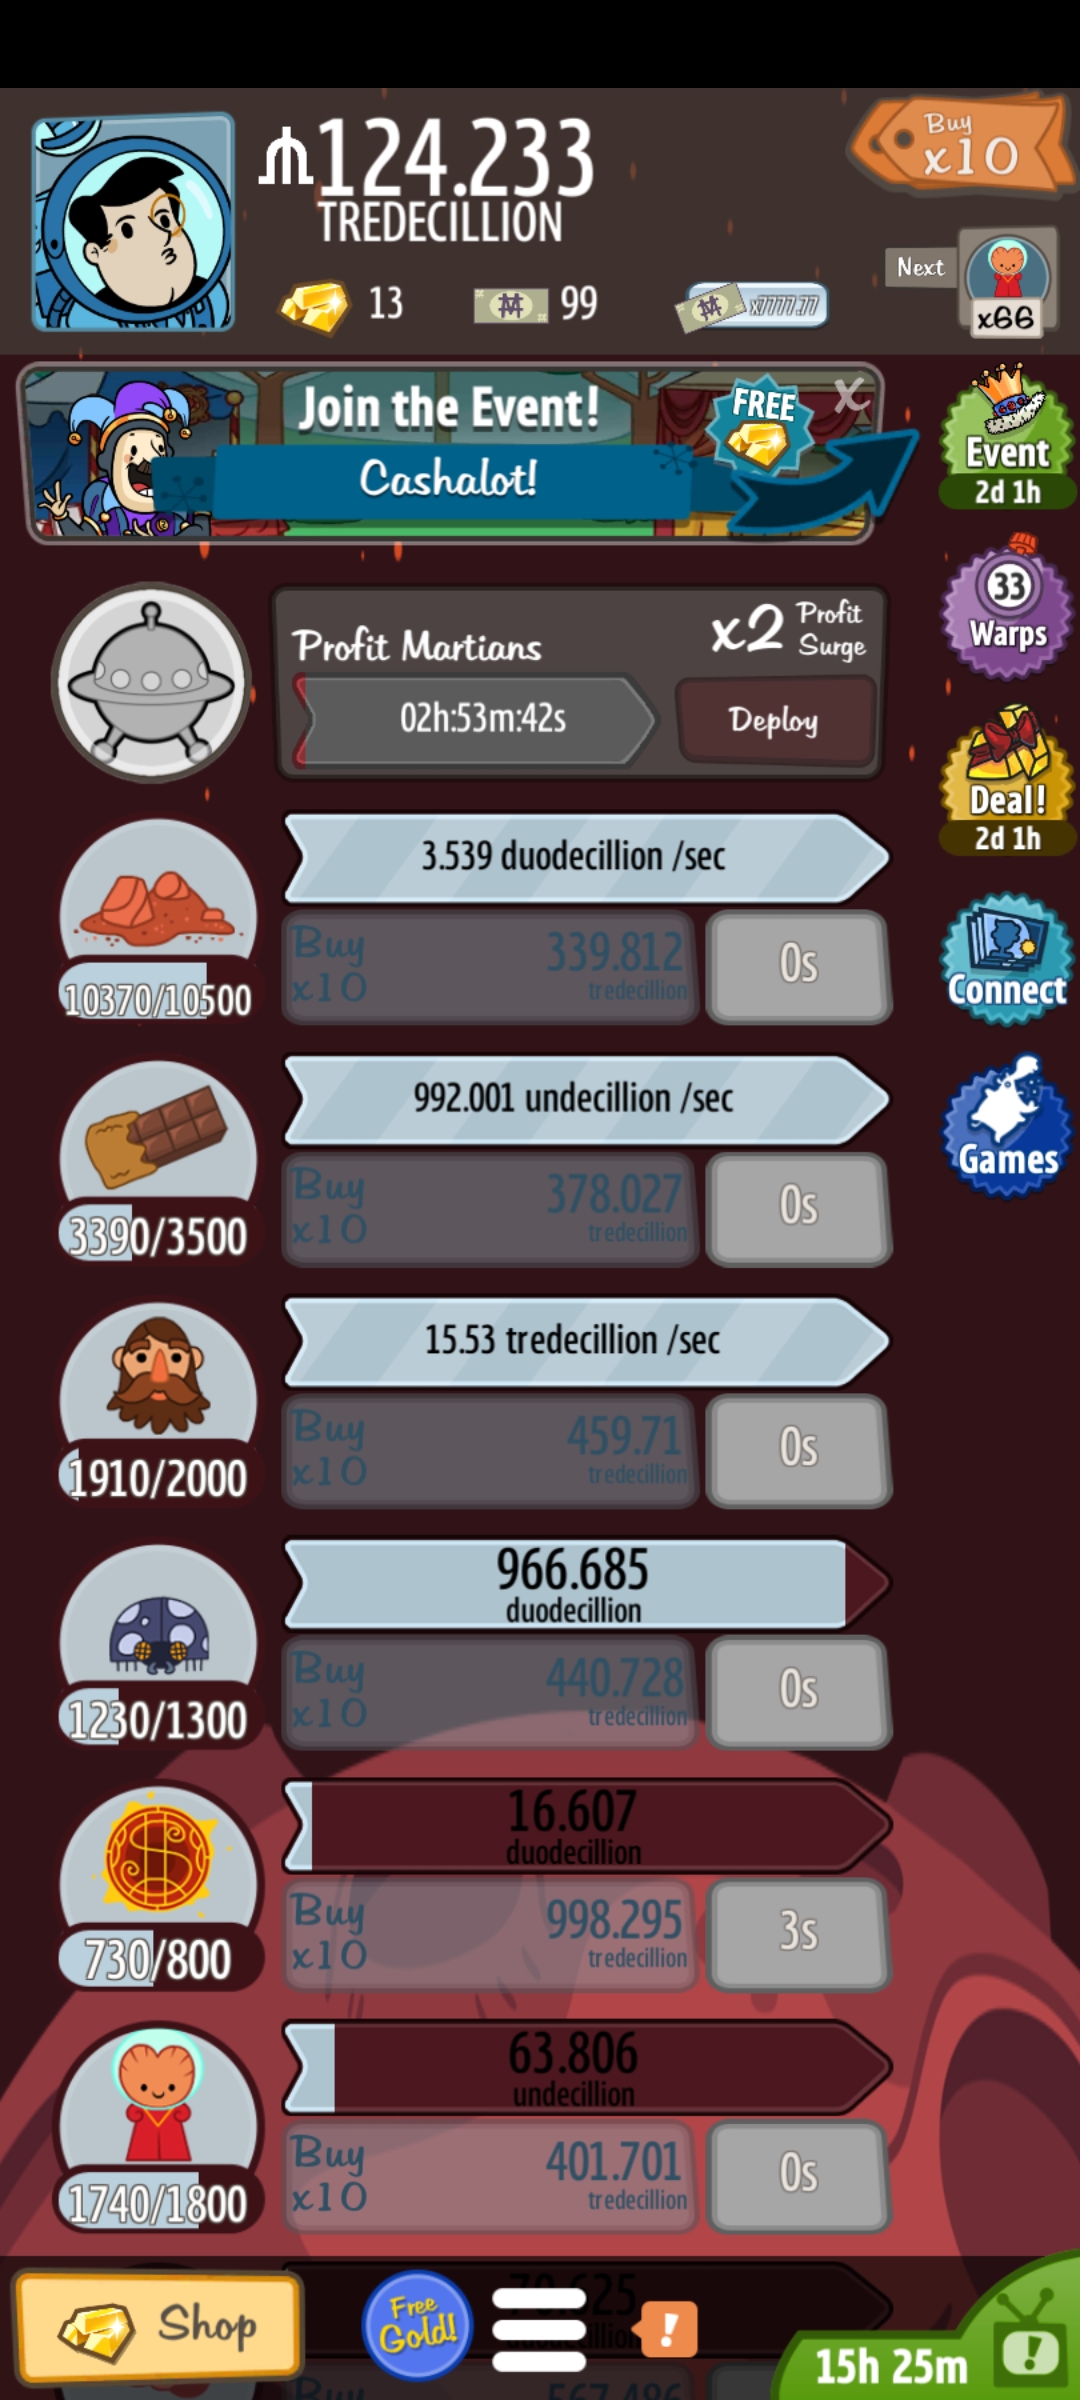 124.233
TREDECILLION
Buy
x10
13
99
x7777.77
Next
x66
Join the Event!
Cashalot!
FREE
X
Event
2d 1h
33
Warps
Profit Martians
x2 Profit
Surge
02h:53m:42s
Deploy
Deal!
2d 1h
3.539 duodecillion /sec
10370/10500
Buy
x10
339.812
tredecillion
0s
Connect
992.001 undecillion /sec
3390/3500
Buy
x10
378.027
tredecillion
0s
Games
15.53 tredecillion /sec
1910/2000
Buy
x10
459.71
tredecillion
0s
966.685
duodecillion
1230/1300
Buy
x10
440.728
tredecillion
0s
16.607
duodecillion
730/800
Buy
x10
998.295
tredecillion
3s
63.806
undecillion
1740/1800
Buy
x10
401.701
tredecillion
0s
Shop
Free
Gold!
!
15h 25m
!
Buy